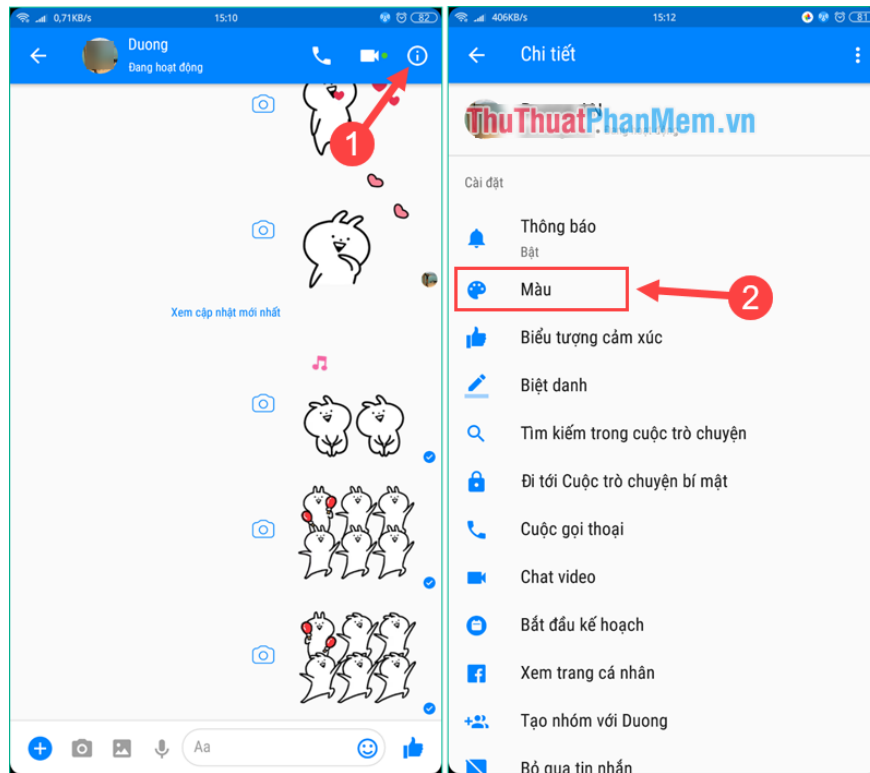 0,71KB/s 15:10 82
Duong
Đang hoạt động
1
Xem cập nhật mới nhất
Aa
406KB/s 15:12 81
Chi tiết
ThuThuatPhanMem.vn
Cài đặt
Thông báo
Bật
Màu
2
Biểu tượng cảm xúc
Biệt danh
Tìm kiếm trong cuộc trò chuyện
Đi tới Cuộc trò chuyện bí mật
Cuộc gọi thoại
Chat video
Bắt đầu kế hoạch
Xem trang cá nhân
Tạo nhóm với Duong
Bỏ qua tin nhắn